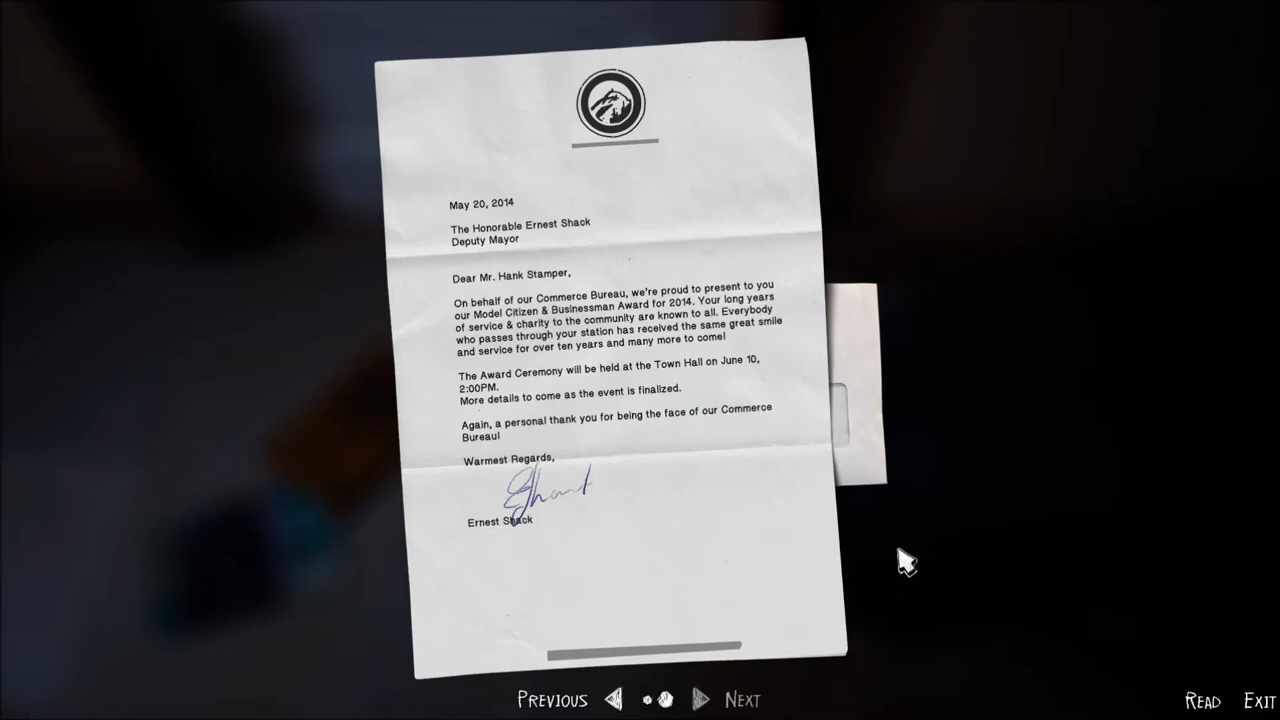 May 20, 2014
The Honorable Ernest Shack
Deputy Mayor
Dear Mr. Hank Stamper,
On behalf of our Commerce Bureau, we're proud to present to you
our Model Citizen & Businessman Award for 2014. Your long years
of service & charity to the community are known to all. Everybody
who passes through your station has received the same great smile
and service for over ten years and many more to come!
The Award Ceremony will be held at the Town Hall on June 10,
2:00PM.
More details to come as the event is finalized.
Again, a personal thank you for being the face of our Commerce
Bureau!
Warmest Regards,
Ernest Shack
PREVIOUS
NEXT
READ
EXIT